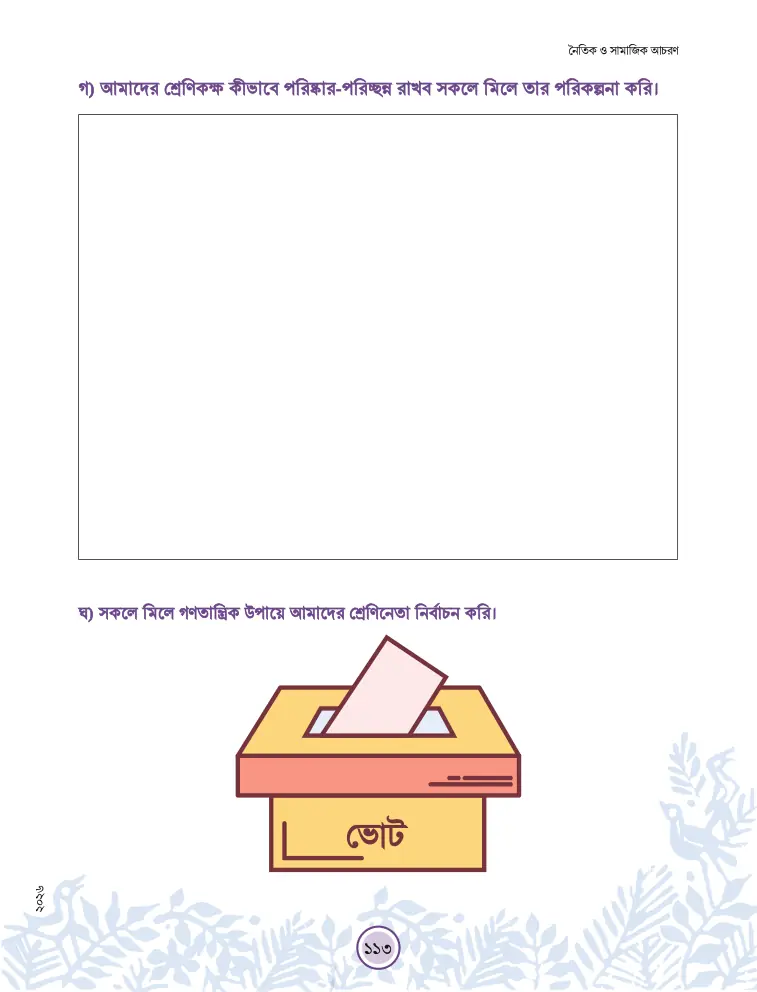 নৈতিক ও সামাজিক আচরণ
গ) আমাদের শ্রেণিকক্ষ কীভাবে পরিষ্কার-পরিচ্ছন্ন রাখব সকলে মিলে তার পরিকল্পনা করি।
ঘ) সকলে মিলে গণতান্ত্রিক উপায়ে আমাদের শ্রেণিনেতা নির্বাচন করি।
ভোট
২০২৬
১১৩